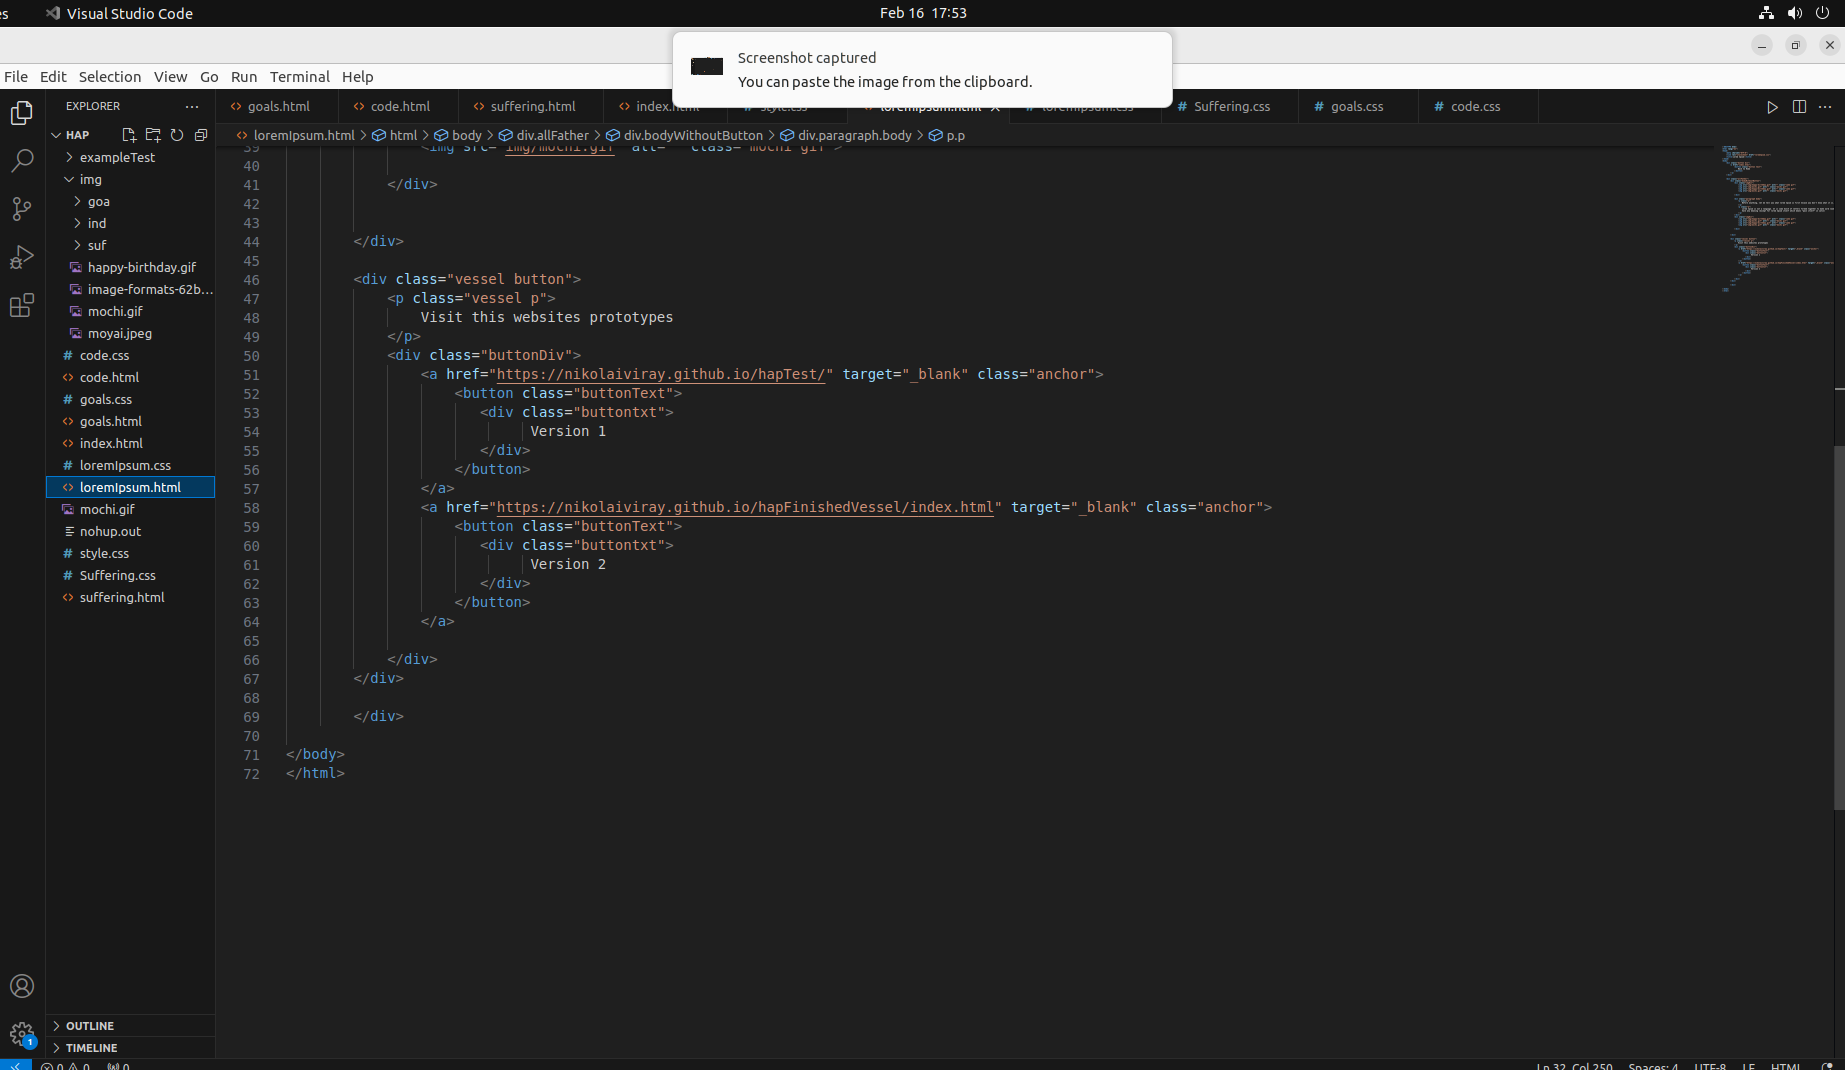 es Visual Studio Code Feb 16 17:53
Screenshot captured
You can paste the image from the clipboard.
File Edit Selection View Go Run Terminal Help
EXPLORER ...
goals.html code.html suffering.html index.html style.css loremIpsum.html loremIpsum.css Suffering.css goals.css code.css
HAP
loremIpsum.html > html > body > div.allFather > div.bodyWithoutButton > div.paragraph.body > p.p
exampleTest
img
goa
ind
suf
happy-birthday.gif
image-formats-62b...
mochi.gif
moyai.jpeg
code.css
code.html
goals.css
goals.html
index.html
loremIpsum.css
loremIpsum.html
mochi.gif
nohup.out
style.css
Suffering.css
suffering.html
OUTLINE
TIMELINE
39 <img src="img/mochi.gif" alt="" class="mochi gif">
40
41 </div>
42
43
44 </div>
45
46 <div class="vessel button">
47 <p class="vessel p">
48 Visit this websites prototypes
49 </p>
50 <div class="buttonDiv">
51 <a href="https://nikolaiviray.github.io/hapTest/" target="_blank" class="anchor">
52 <button class="buttonText">
53 <div class="buttontxt">
54 Version 1
55 </div>
56 </button>
57 </a>
58 <a href="https://nikolaiviray.github.io/hapFinishedVessel/index.html" target="_blank" class="anchor">
59 <button class="buttonText">
60 <div class="buttontxt">
61 Version 2
62 </div>
63 </button>
64 </a>
65
66 </div>
67 </div>
68
69 </div>
70
71 </body>
72 </html>
1
0 0 0 Ln 32, Col 250 Spaces: 4 UTF-8 LF HTML